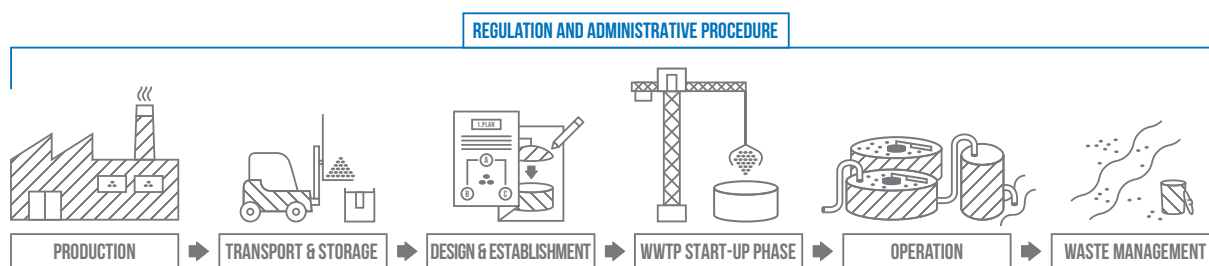 REGULATION AND ADMINISTRATIVE PROCEDURE
1.PLAN
A
B
C
PRODUCTION
TRANSPORT & STORAGE
DESIGN & ESTABLISHMENT
WWTP START-UP PHASE
OPERATION
WASTE MANAGEMENT